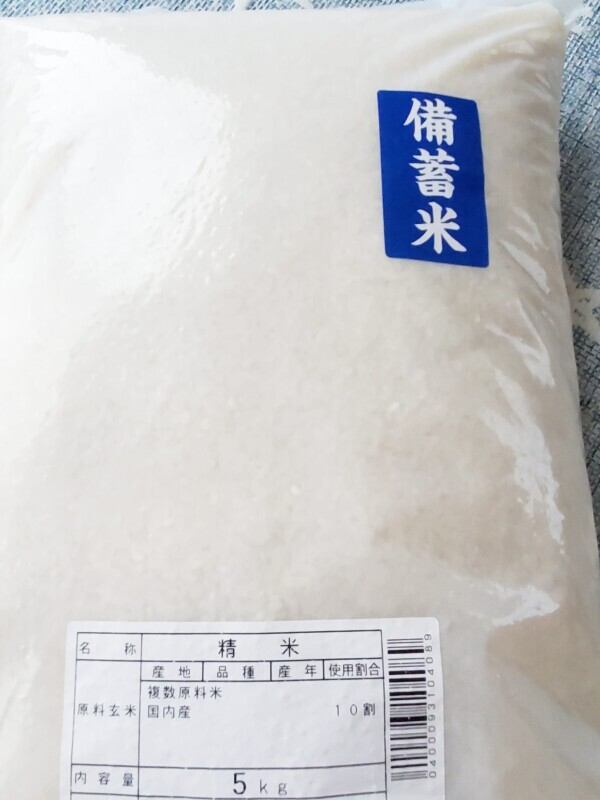 備蓄米
名称 精米
産地 品種 産年 使用割合
原料玄米
複数原料米
国内産 10割
内容量 5kg
0400093104089